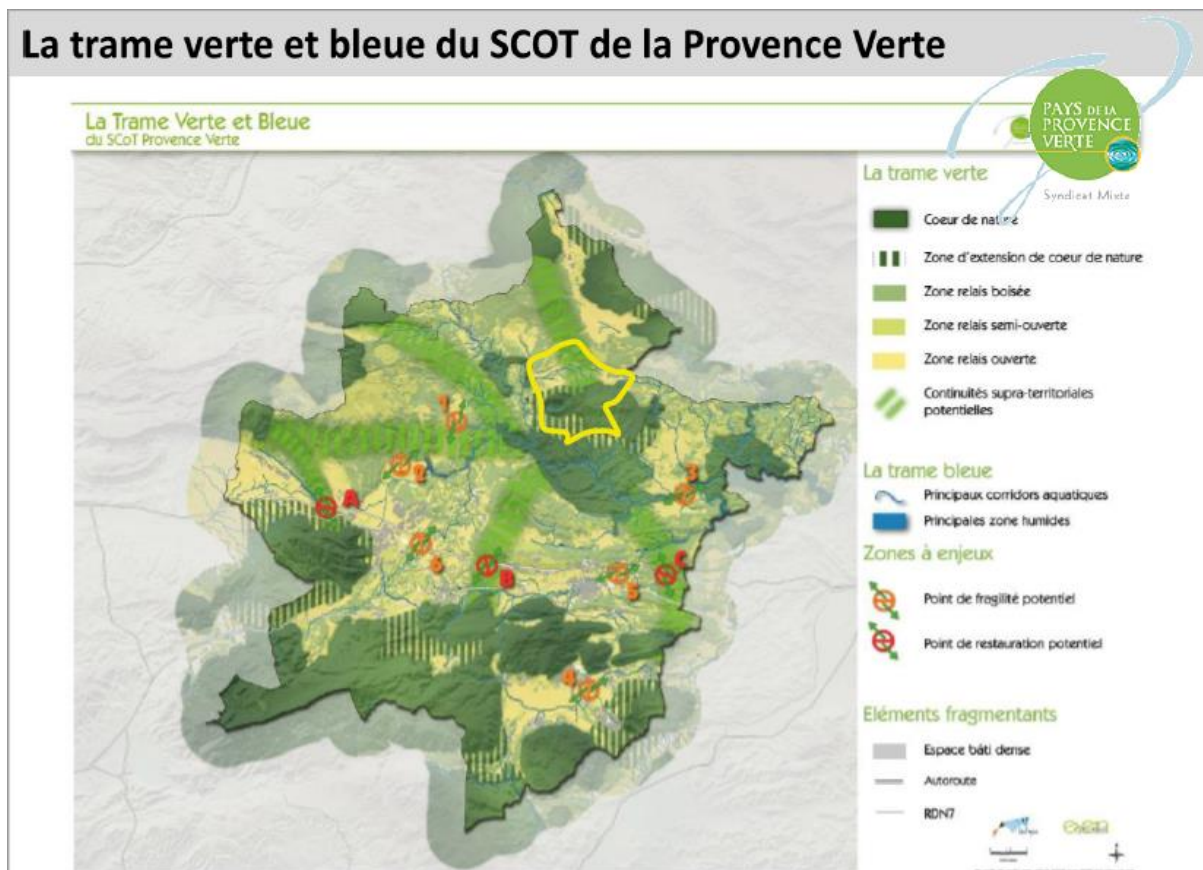 La trame verte et bleue du SCOT de la Provence Verte
La Trame Verte et Bleue
du SCoT Provence Verte
PAYS DE LA
PROVENCE
VERTE
Syndicat Mixte
La trame verte
Coeur de nature
Zone d'extension de coeur de nature
Zone relais boisée
Zone relais semi-ouverte
Zone relais ouverte
Continuités supra-territoriales
potentielles
La trame bleue
Principaux corridors aquatiques
Principales zone humides
Zones à enjeux
Point de fragilité potentiel
Point de restauration potentiel
Eléments fragmentants
Espace bâti dense
Autoroute
RDN7
1
2
3
A
6
B
5
C
4